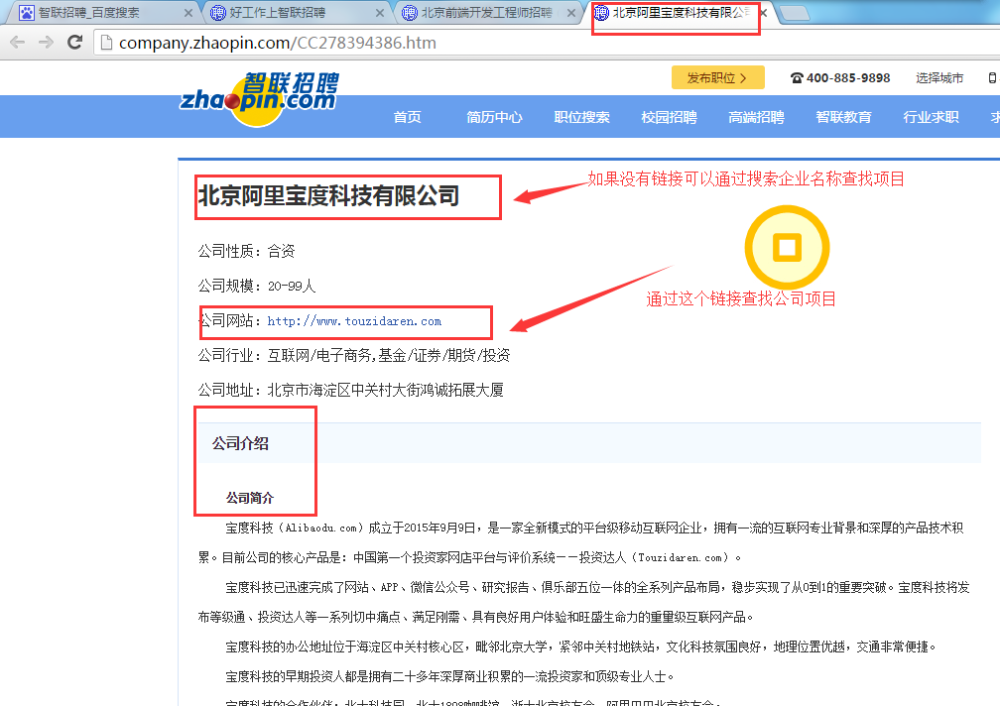 智联招聘_百度搜索
好工作上智联招聘
北京前端开发工程师招聘
北京阿里宝度科技有限公司
company.zhaopin.com/CC278394386.htm
智联招聘
zhaopin.com
发布职位 >
400-885-9898
选择城市
首页
简历中心
职位搜索
校园招聘
高端招聘
智联教育
行业求职
北京阿里宝度科技有限公司
如果没有链接可以通过搜索企业名称查找项目
公司性质：合资
公司规模：20-99人
通过这个链接查找公司项目
公司网站：http://www.touzidaren.com
公司行业：互联网/电子商务,基金/证券/期货/投资
公司地址：北京市海淀区中关村大街鸿诚拓展大厦
公司介绍
公司简介
宝度科技（Alibaodu.com）成立于2015年9月9日，是一家全新模式的平台级移动互联网企业，拥有一流的互联网专业背景和深厚的产品技术积
累。目前公司的核心产品是：中国第一个投资家网店平台与评价系统——投资达人（Touzidaren.com）。
宝度科技已迅速完成了网站、APP、微信公众号、研究报告、俱乐部五位一体的全系列产品布局，稳步实现了从0到1的重要突破。宝度科技将发
布等级通、投资达人等一系列切中痛点、满足刚需、具有良好用户体验和旺盛生命力的重量级互联网产品。
宝度科技的办公地址位于海淀区中关村核心区，毗邻北京大学，紧邻中关村地铁站，文化科技氛围良好，地理位置优越，交通非常便捷。
宝度科技的早期投资人都是拥有二十多年深厚商业积累的一流投资家和顶级专业人士。